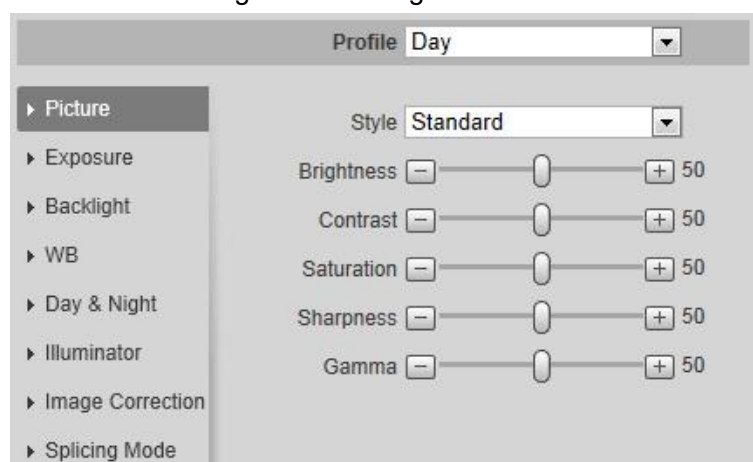 Profile Day
Picture
Exposure
Backlight
WB
Day & Night
Illuminator
Image Correction
Splicing Mode
Style Standard
Brightness 50
Contrast 50
Saturation 50
Sharpness 50
Gamma 50